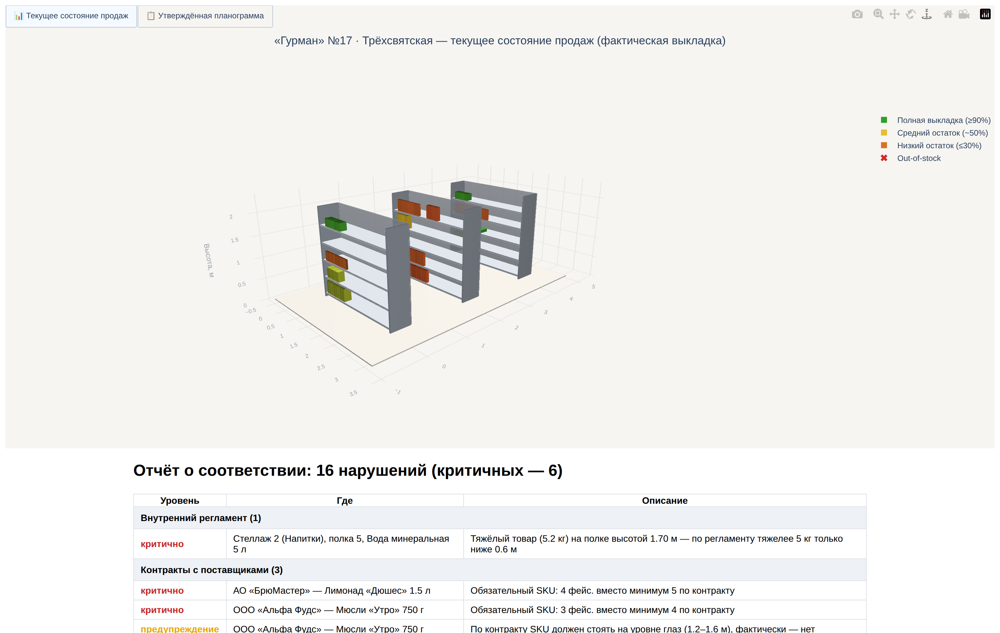 📊 Текущее состояние продаж
📋 Утверждённая планограмма
«Гурман» №17 · Трёхсвятская — текущее состояние продаж (фактическая выкладка)
Полная выкладка (≥90%)
Средний остаток (~50%)
Низкий остаток (≤30%)
Out-of-stock
Высота, м
2
1.5
1
0.5
0
−0.5
0
0.5
1
1.5
2
2.5
3
3.5
−1
0
1
2
3
4
5
Отчёт о соответствии: 16 нарушений (критичных — 6)
Уровень
Где
Описание
Внутренний регламент (1)
критично
Стеллаж 2 (Напитки), полка 5, Вода минеральная
5 л
Тяжёлый товар (5.2 кг) на полке высотой 1.70 м — по регламенту тяжелее 5 кг только
ниже 0.6 м
Контракты с поставщиками (3)
критично
АО «БрюМастер» — Лимонад «Дюшес» 1.5 л
Обязательный SKU: 4 фейс. вместо минимум 5 по контракту
критично
ООО «Альфа Фудс» — Мюсли «Утро» 750 г
Обязательный SKU: 3 фейс. вместо минимум 4 по контракту
предупреждение
ООО «Альфа Фудс» — Мюсли «Утро» 750 г
По контракту SKU должен стоять на уровне глаз (1.2–1.6 м), фактически — нет